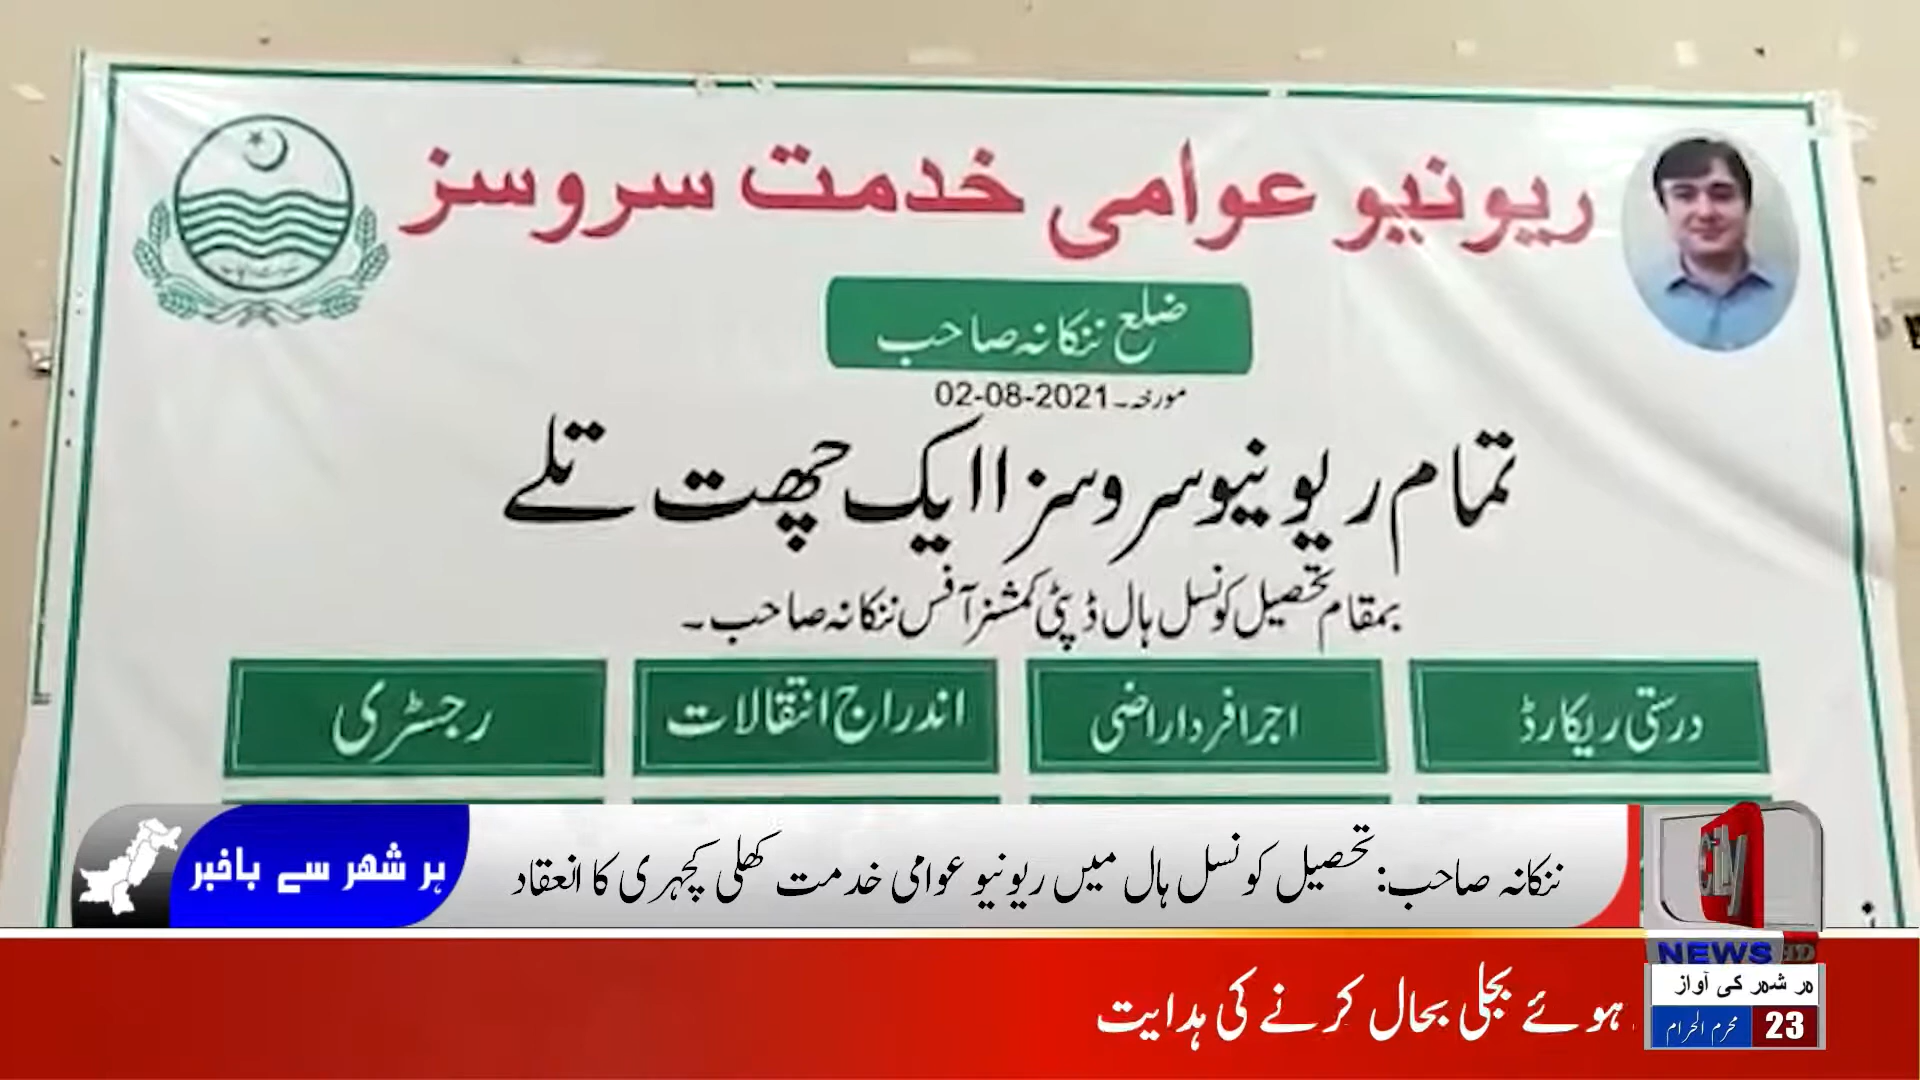 ریونیو عوامی خدمت سروسز
ضلع ننکانہ صاحب
مورخہ۔02-08-2021
تمام ریونیو سروسز اایک چھت تلے
بمقام تحصیل کونسل ہال ڈپٹی کمشنر آفس ننکانہ صاحب۔
درستی ریکارڈ
اجرا فرد اراضی
اندراج انتقالات
رجسٹری
ننکانہ صاحب: تحصیل کونسل ہال میں ریونیو عوامی خدمت کھلی کچہری کا انعقاد
ہر شہر سے باخبر
City
NEWS HD
ہر شہر کی آواز
23 محرم الحرام
ہوئے بجلی بحال کرنے کی ہدایت